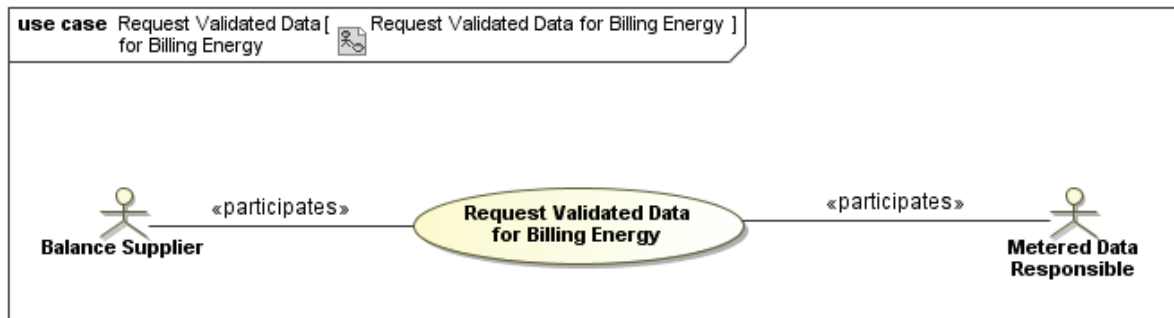 use case Request Validated Data [ Request Validated Data for Billing Energy ]
for Billing Energy
«participates»
«participates»
Request Validated Data
for Billing Energy
Balance Supplier
Metered Data
Responsible